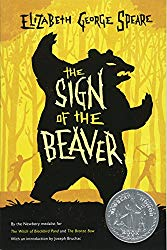 ELIZABETH GEORGE SPEARE
THE
SIGN
OF THE
BEAVER
By the Newbery medalist for
The Witch of Blackbird Pond and The Bronze Bow
With an introduction by Joseph Bruchac